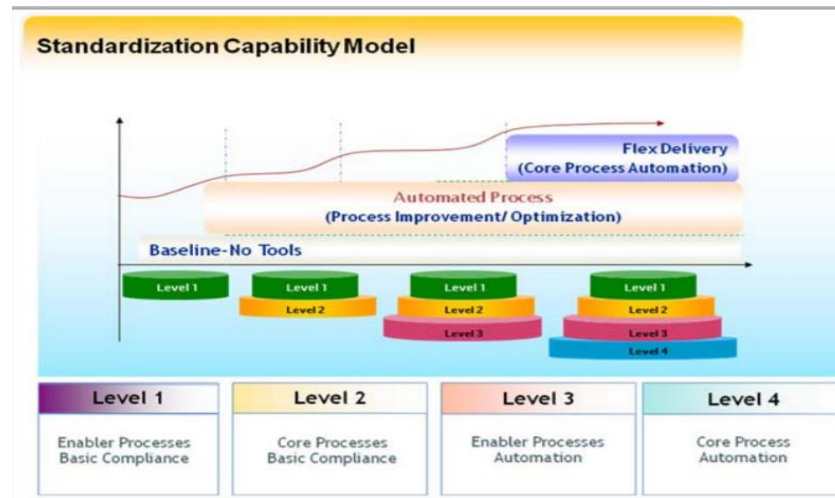 Standardization Capability Model
Flex Delivery
(Core Process Automation)
Automated Process
(Process Improvement/ Optimization)
Baseline-No Tools
Level 1
Level 1
Level 2
Level 1
Level 2
Level 3
Level 1
Level 2
Level 3
Level 4
Level 1
Enabler Processes
Basic Compliance
Level 2
Core Processes
Basic Compliance
Level 3
Enabler Processes
Automation
Level 4
Core Process
Automation